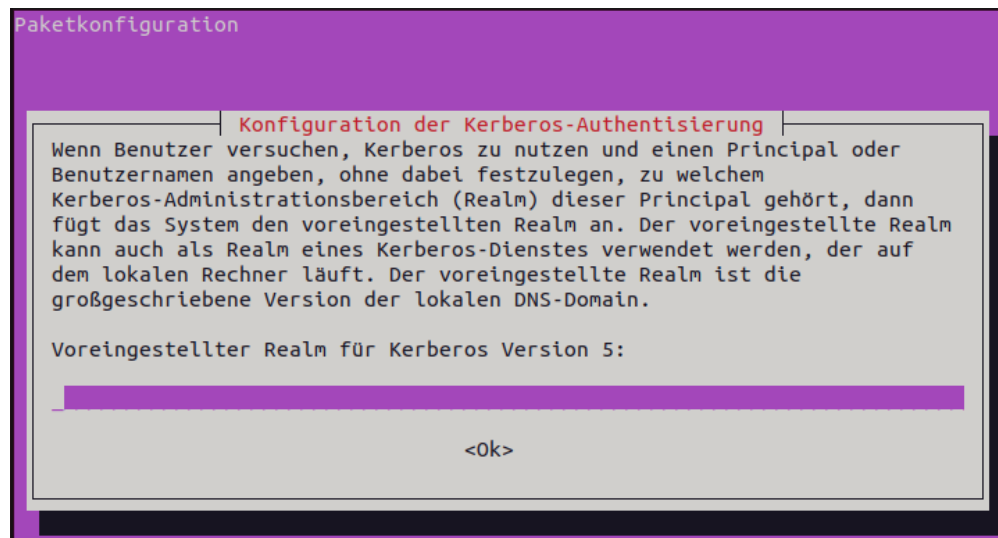 Paketkonfiguration
Konfiguration der Kerberos-Authentisierung
Wenn Benutzer versuchen, Kerberos zu nutzen und einen Principal oder
Benutzernamen angeben, ohne dabei festzulegen, zu welchem
Kerberos-Administrationsbereich (Realm) dieser Principal gehört, dann
fügt das System den voreingestellten Realm an. Der voreingestellte Realm
kann auch als Realm eines Kerberos-Dienstes verwendet werden, der auf
dem lokalen Rechner läuft. Der voreingestellte Realm ist die
großgeschriebene Version der lokalen DNS-Domain.
Voreingestellter Realm für Kerberos Version 5:
<Ok>